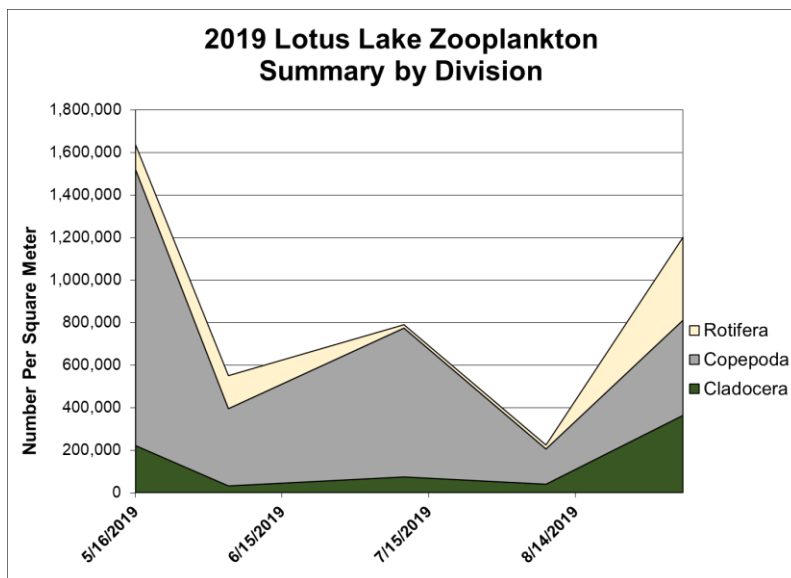 2019 Lotus Lake Zooplankton
Summary by Division
Number Per Square Meter
1,800,000
1,600,000
1,400,000
1,200,000
1,000,000
800,000
600,000
400,000
200,000
0
5/16/2019
6/15/2019
7/15/2019
8/14/2019
Rotifera
Copepoda
Cladocera